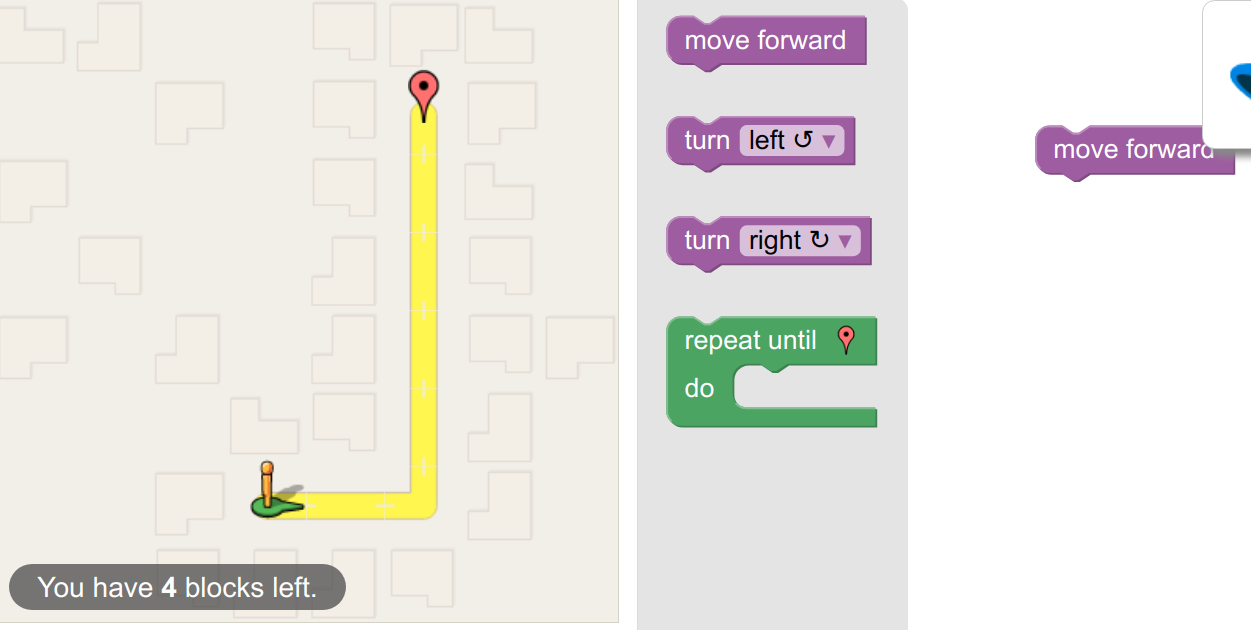 move forward
turn left ↺ ▼
turn right ↻ ▼
repeat until
do
move forward
You have 4 blocks left.